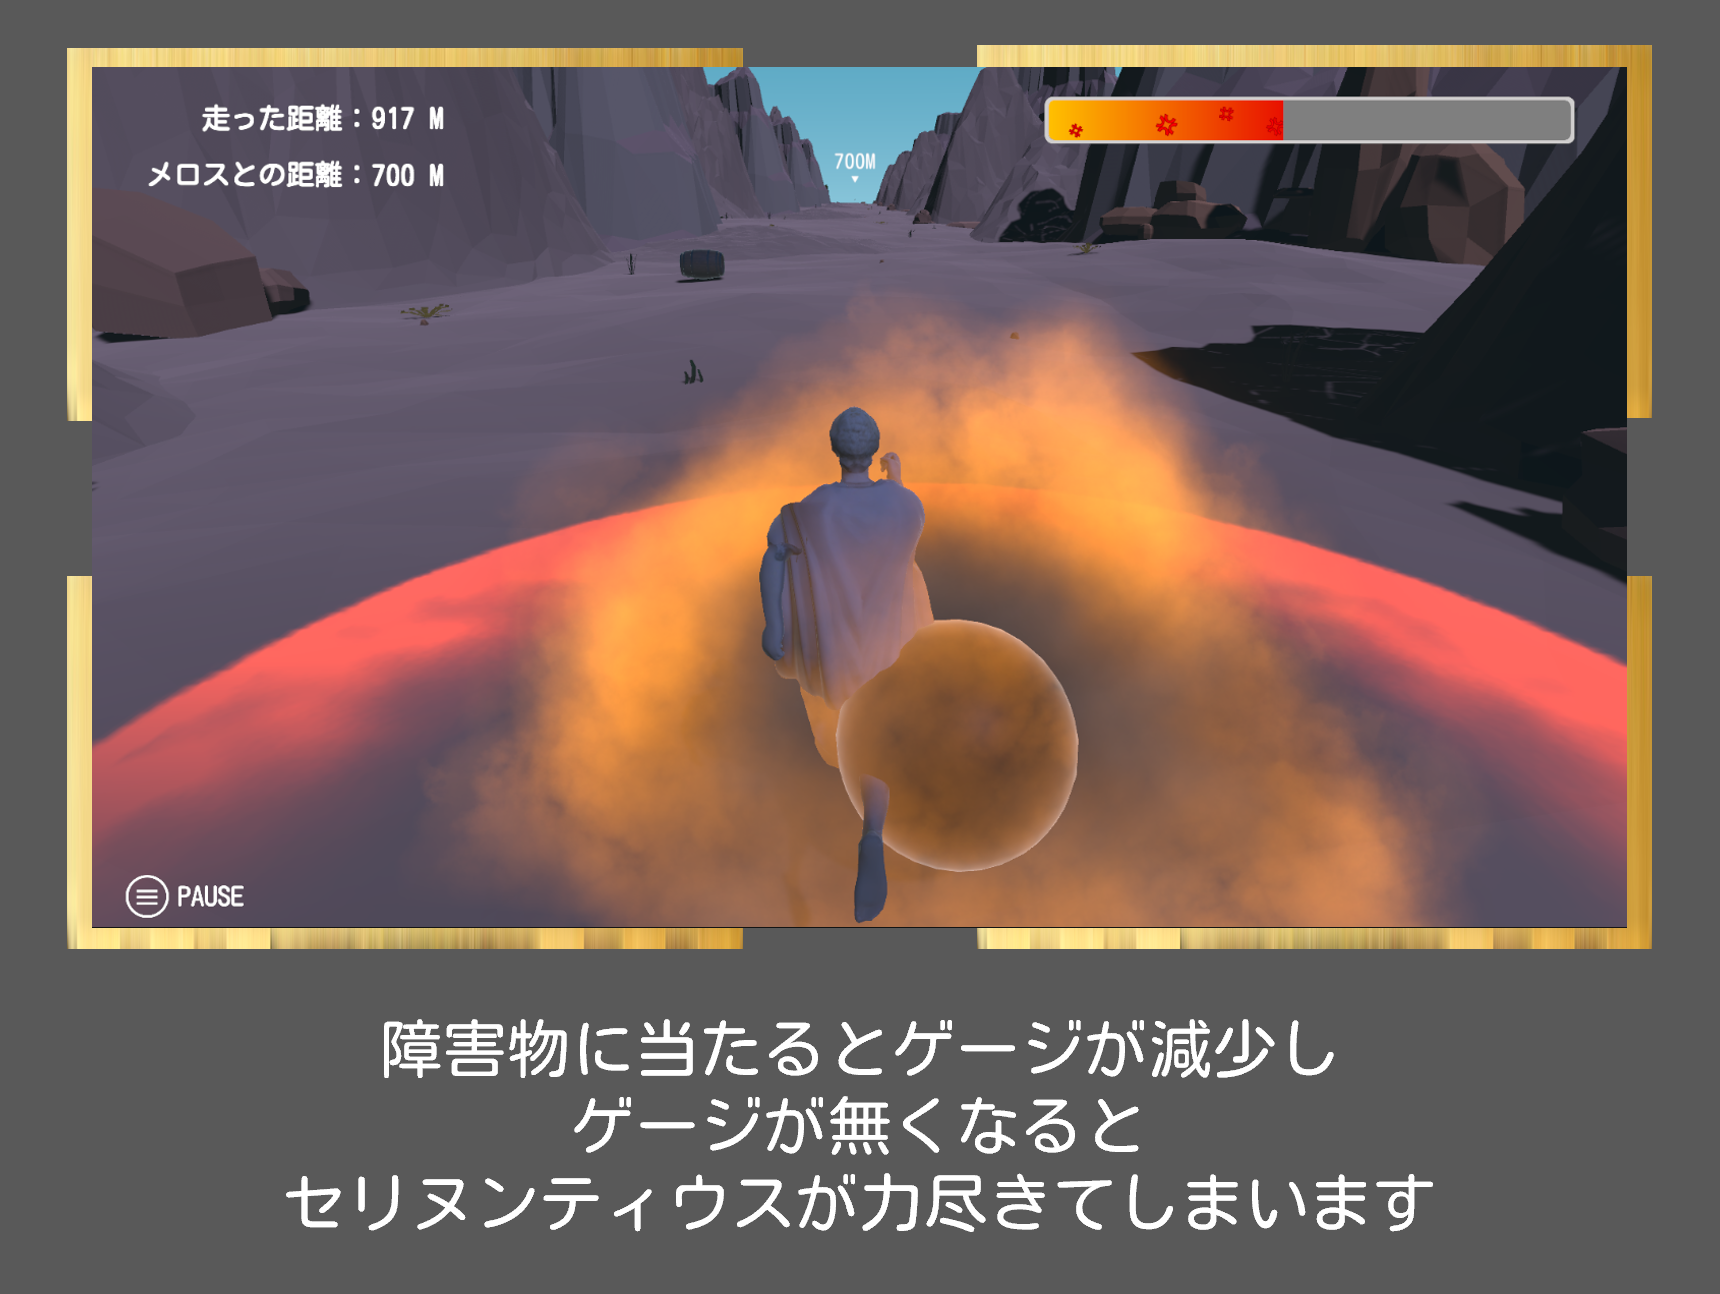 走った距離：917 M
メロスとの距離：700 M
700M
PAUSE
障害物に当たるとゲージが減少し
ゲージが無くなると
セリヌンティウスが力尽きてしまいます